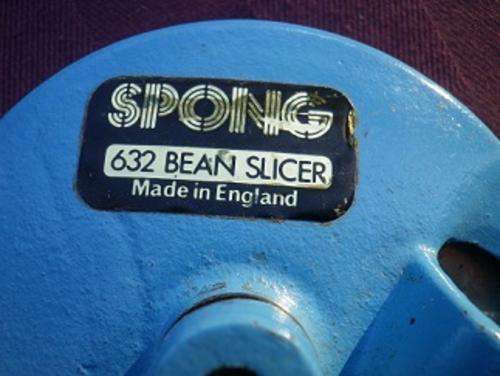 SPONG
632 BEAN SLICER
Made in England